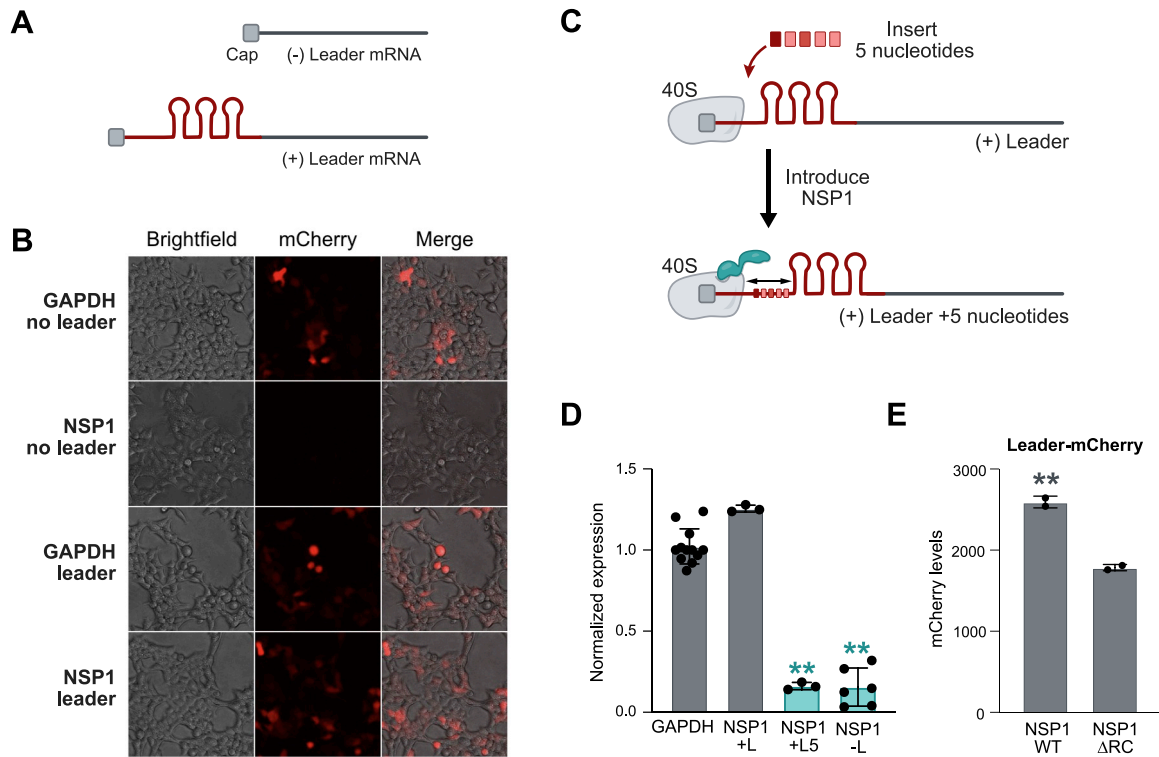 A
Cap
(-) Leader mRNA
(+) Leader mRNA
B
Brightfield
mCherry
Merge
GAPDH
no leader
NSP1
no leader
GAPDH
leader
NSP1
leader
C
Insert
5 nucleotides
40S
(+) Leader
Introduce
NSP1
40S
(+) Leader +5 nucleotides
D
Normalized expression
1.5
1.0
0.5
0.0
**
**
GAPDH
NSP1
+L
NSP1
+L5
NSP1
-L
E
Leader-mCherry
mCherry levels
3000
2000
1000
0
**
NSP1
WT
NSP1
ΔRC